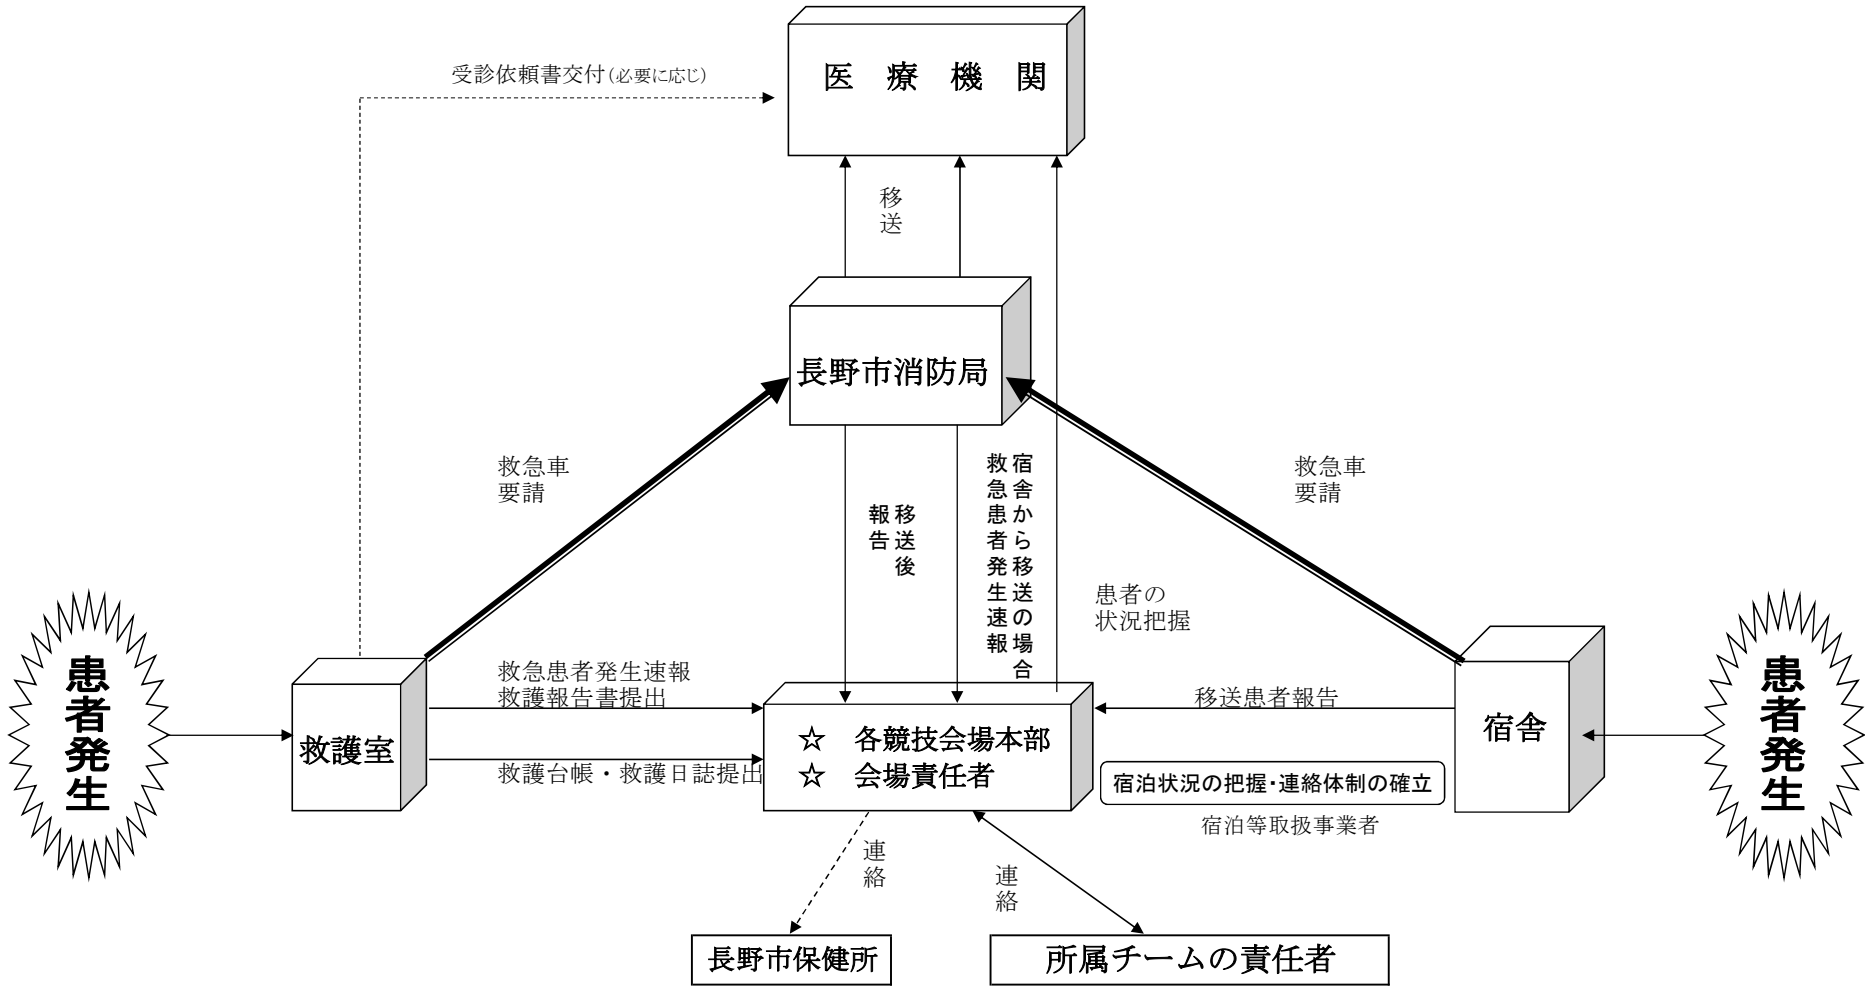 医　療　機　関
受診依頼書交付(必要に応じ)
移送
長野市消防局
救急車
要請
救急車
要請
移送後
報告
宿舎から移送の場合
救急患者発生速報
患者の
状況把握
患者発生
救護室
救急患者発生速報
救護報告書提出
救護台帳・救護日誌提出
☆　各競技会場本部
☆　会場責任者
移送患者報告
宿泊状況の把握・連絡体制の確立
宿泊等取扱事業者
宿舎
患者発生
連絡
連絡
長野市保健所
所属チームの責任者